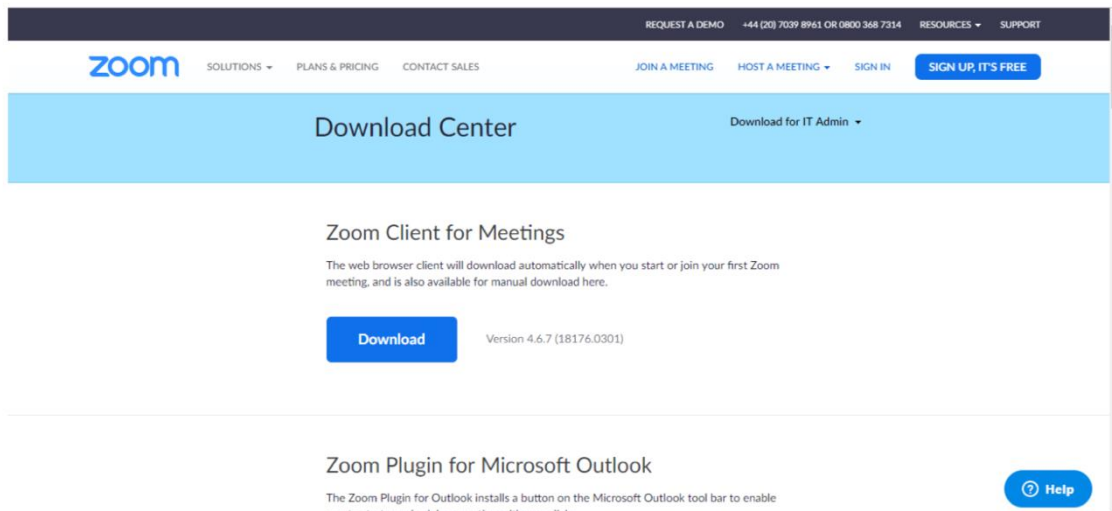 REQUEST A DEMO +44 (20) 7039 8961 OR 0800 368 7314 RESOURCES SUPPORT
zoom SOLUTIONS PLANS & PRICING CONTACT SALES JOIN A MEETING HOST A MEETING SIGN IN SIGN UP, IT'S FREE
Download Center Download for IT Admin
Zoom Client for Meetings
The web browser client will download automatically when you start or join your first Zoom
meeting, and is also available for manual download here.
Download Version 4.6.7 (18176.0301)
Zoom Plugin for Microsoft Outlook
The Zoom Plugin for Outlook installs a button on the Microsoft Outlook tool bar to enable
Help